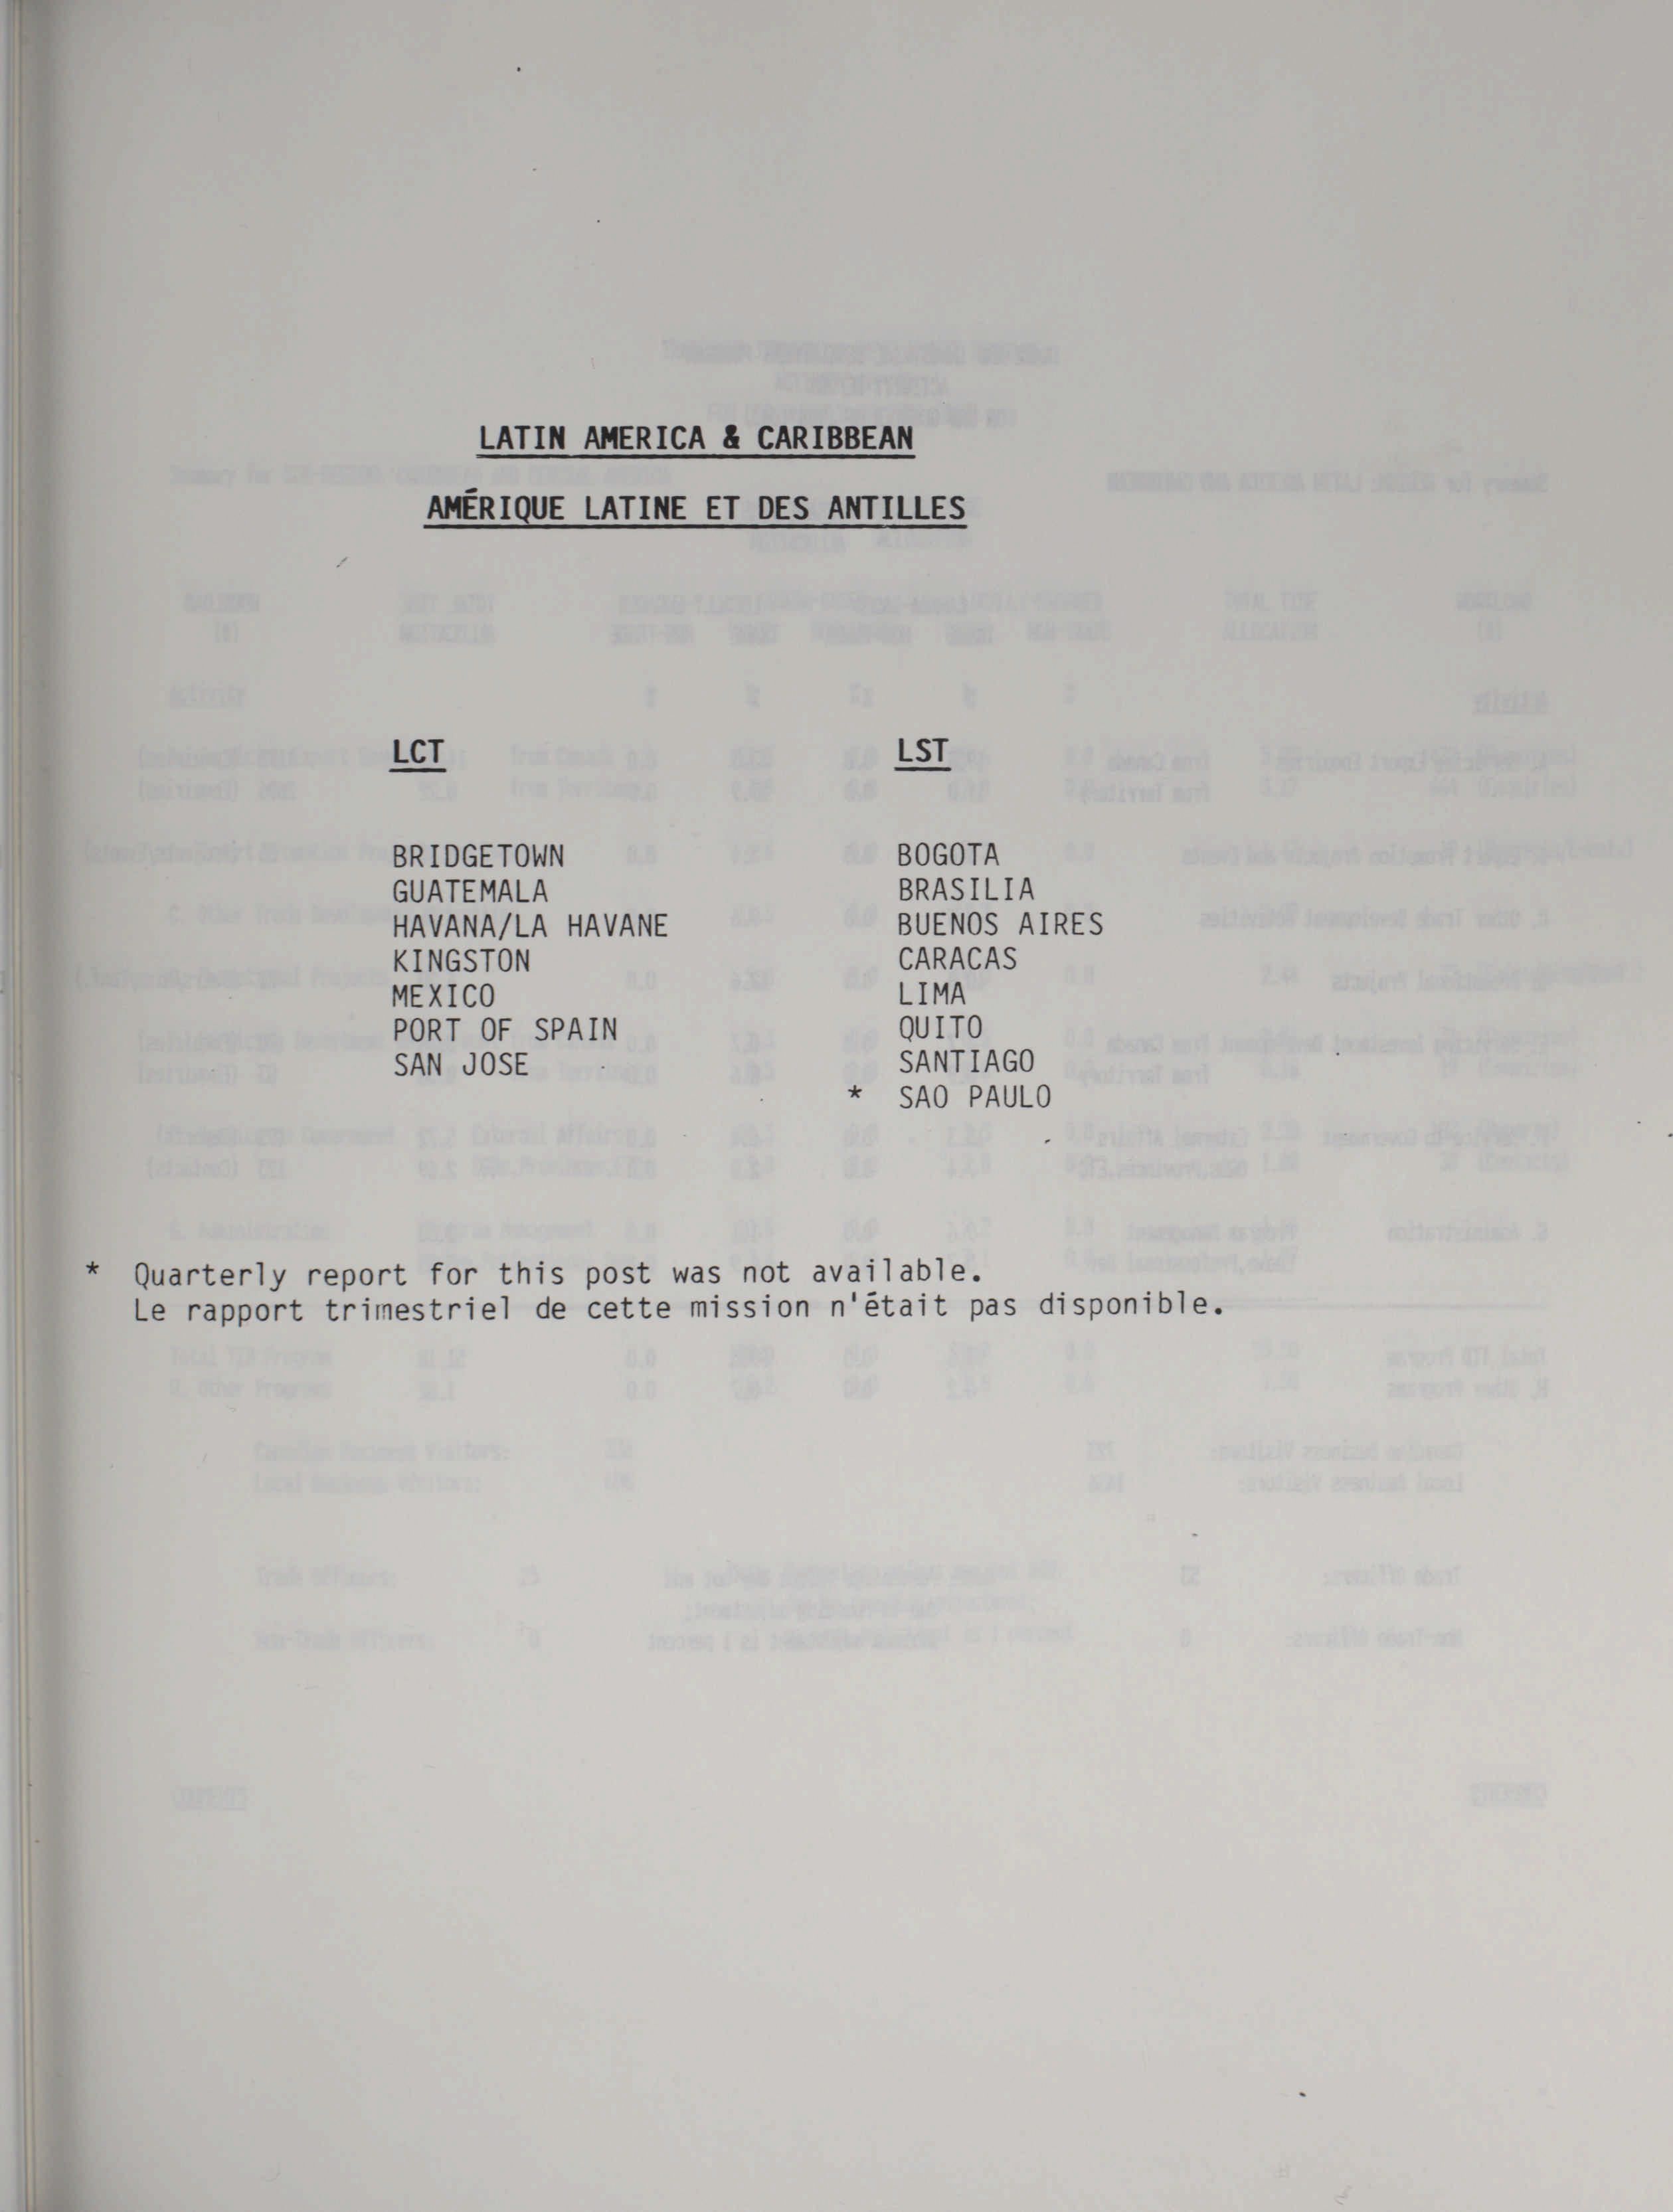 LATIN AMERICA & CARIBBEAN
AMÉRIQUE LATINE ET DES ANTILLES
LCT
BRIDGETOWN
GUATEMALA
HAVANA/LA HAVANE
KINGSTON
MEXICO
PORT OF SPAIN
SAN JOSE
LST
BOGOTA
BRASILIA
BUENOS AIRES
CARACAS
LIMA
QUITO
SANTIAGO
* SAO PAULO
* Quarterly report for this post was not available.
Le rapport trimestriel de cette mission n'était pas disponible.